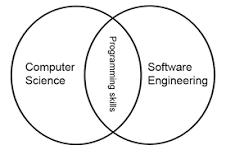 Computer
Science
Programming skills
Software
Engineering